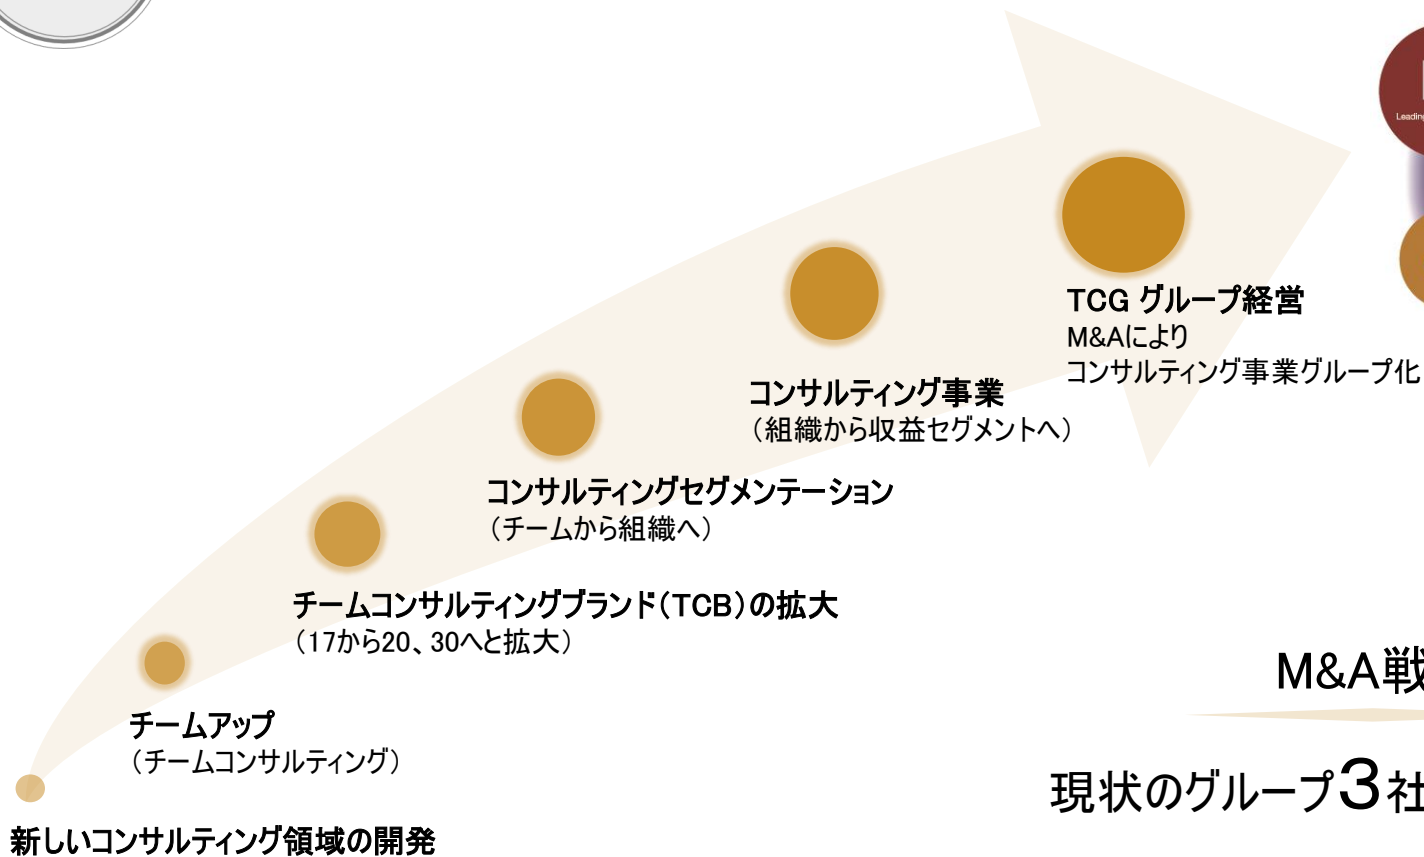 Leading
TCG グループ経営
M&Aにより
コンサルティング事業グループ化
コンサルティング事業
（組織から収益セグメントへ）
コンサルティングセグメンテーション
（チームから組織へ）
チームコンサルティングブランド（TCB）の拡大
（17から20、30へと拡大）
チームアップ
（チームコンサルティング）
新しいコンサルティング領域の開発
M&A戦
現状のグループ3社